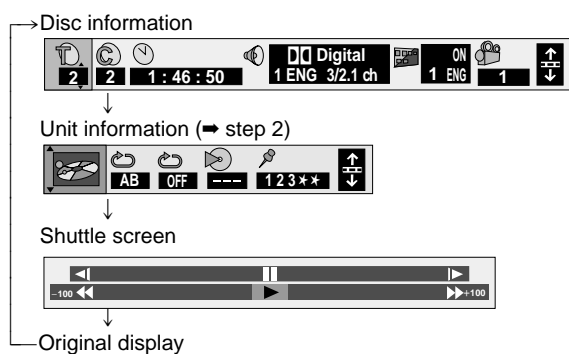 Disc information
Digital ON
2 2 1 : 46 : 50 1 ENG 3/2.1 ch 1 ENG 1
Unit information (➡ step 2)
AB OFF --- 1 2 3 ✶ ✶
Shuttle screen
–100 +100
Original display